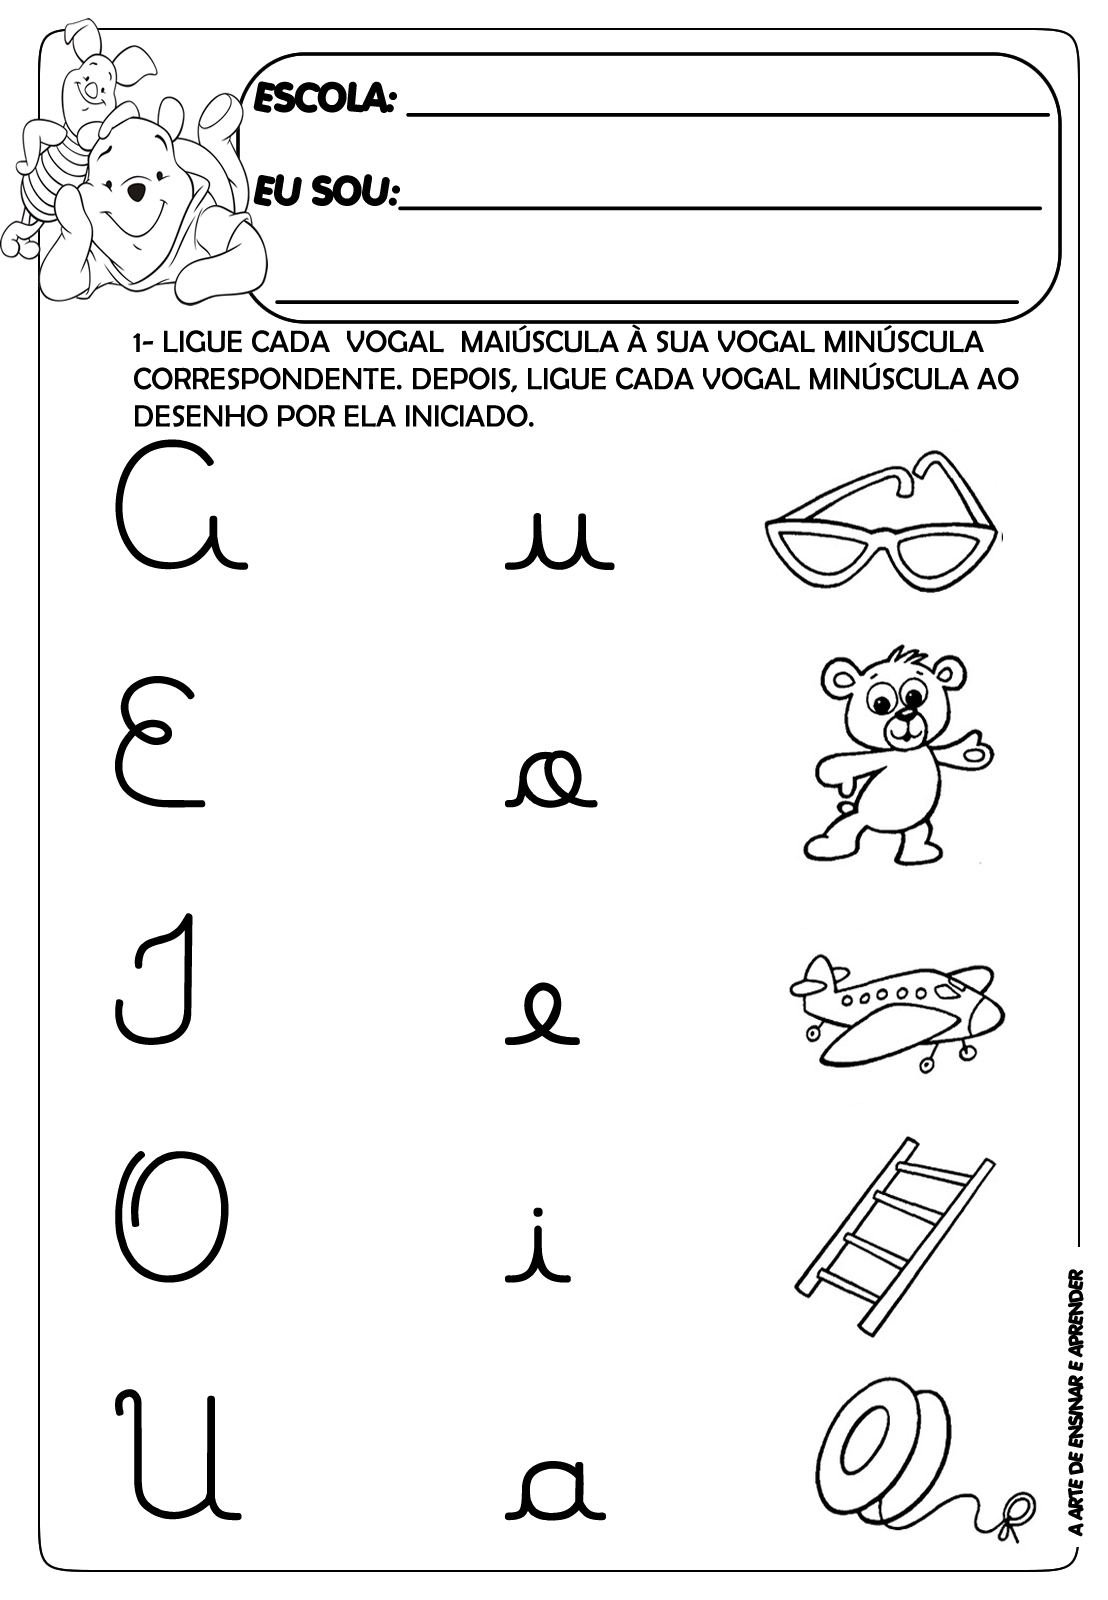 ESCOLA:
EU SOU:
1- LIGUE CADA VOGAL MAIÚSCULA À SUA VOGAL MINÚSCULA
CORRESPONDENTE. DEPOIS, LIGUE CADA VOGAL MINÚSCULA AO
DESENHO POR ELA INICIADO.
A u
E o
I e
O i
U a
A ARTE DE ENSINAR E APRENDER